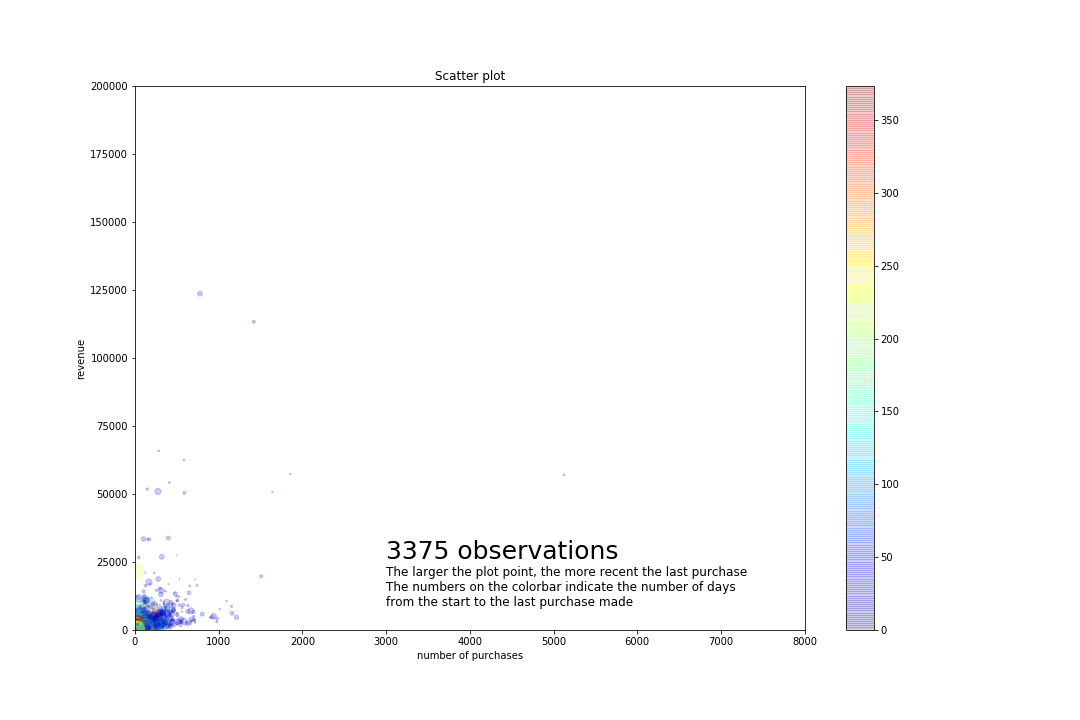 Scatter plot
200000
175000
150000
125000
100000
75000
50000
25000
0
revenue
0 1000 2000 3000 4000 5000 6000 7000 8000
number of purchases
3375 observations
The larger the plot point, the more recent the last purchase
The numbers on the colorbar indicate the number of days
from the start to the last purchase made
350
300
250
200
150
100
50
0